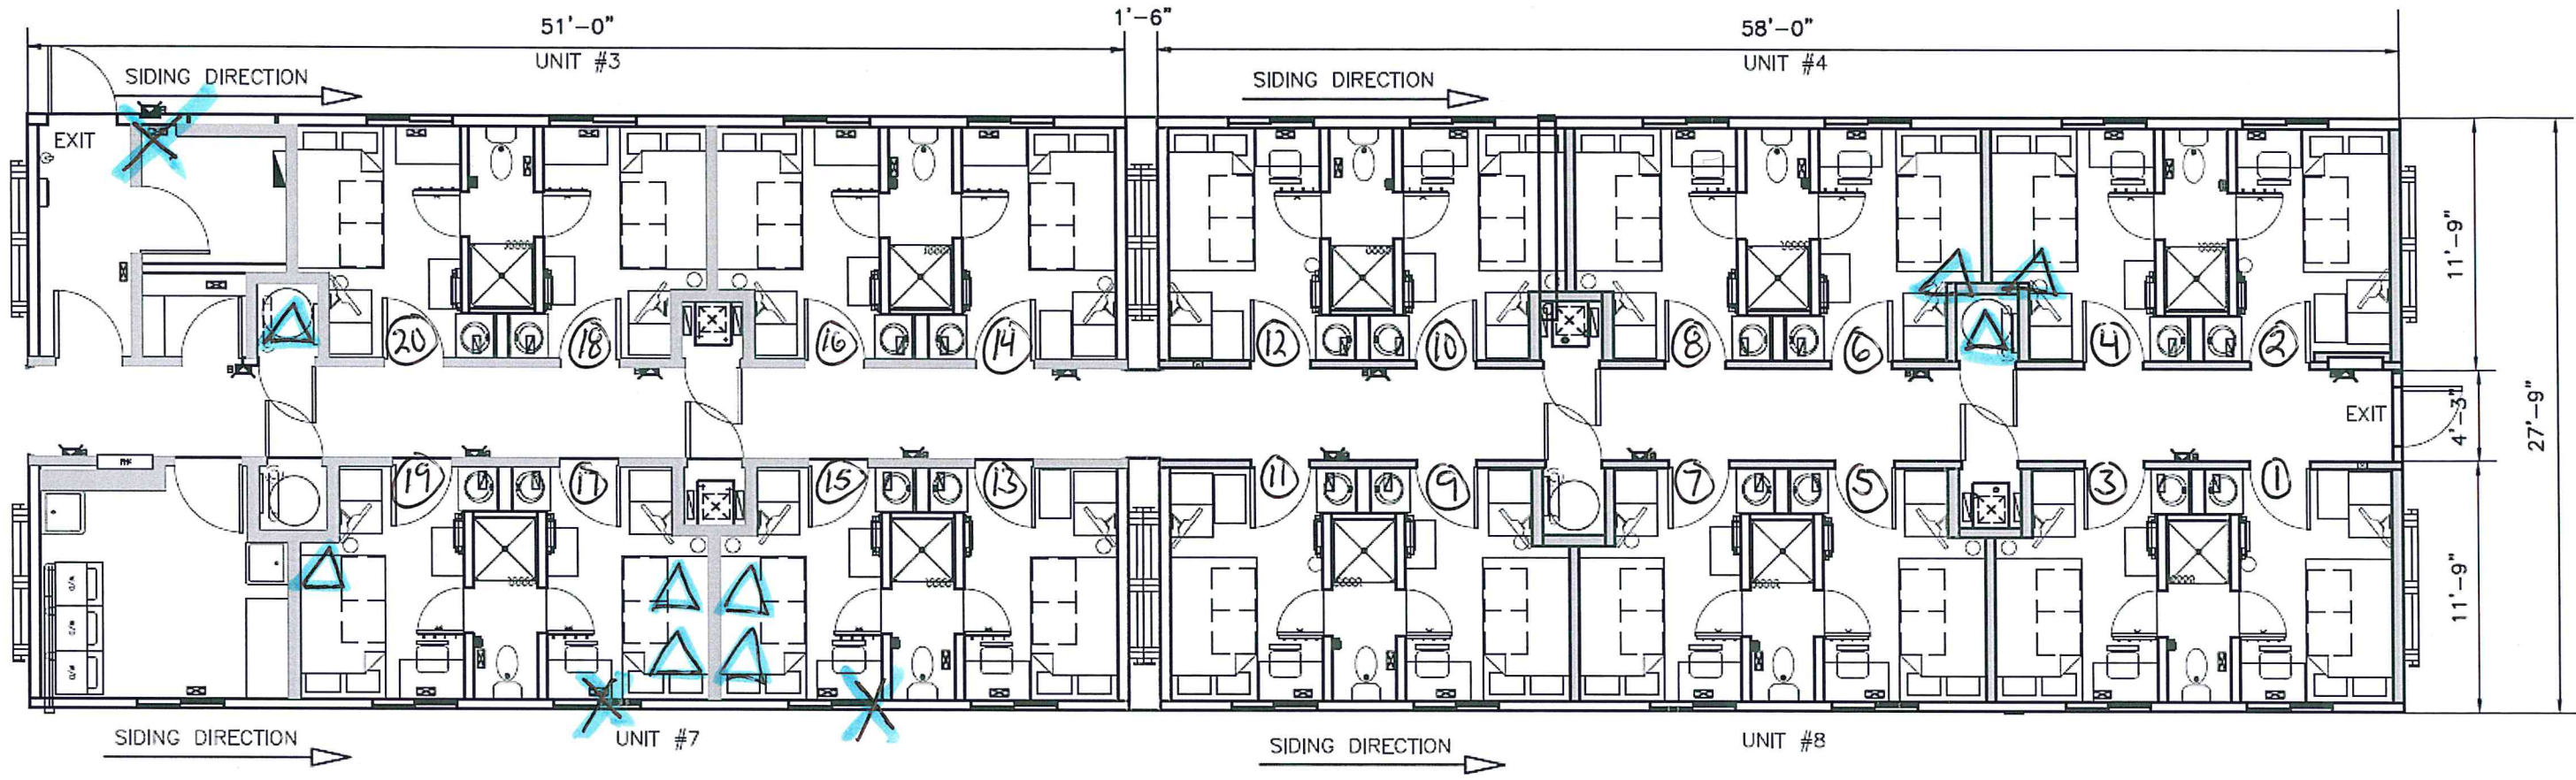 51'-0" 1'-6" 58'-0"
UNIT #3 UNIT #4
SIDING DIRECTION SIDING DIRECTION
EXIT
11'-9"
20 18 16 14 12 10 8 6 4 2
EXIT
4'-3"
27'-9"
19 17 15 13 11 9 7 5 3 1
11'-9"
UNIT #7 UNIT #8
SIDING DIRECTION SIDING DIRECTION